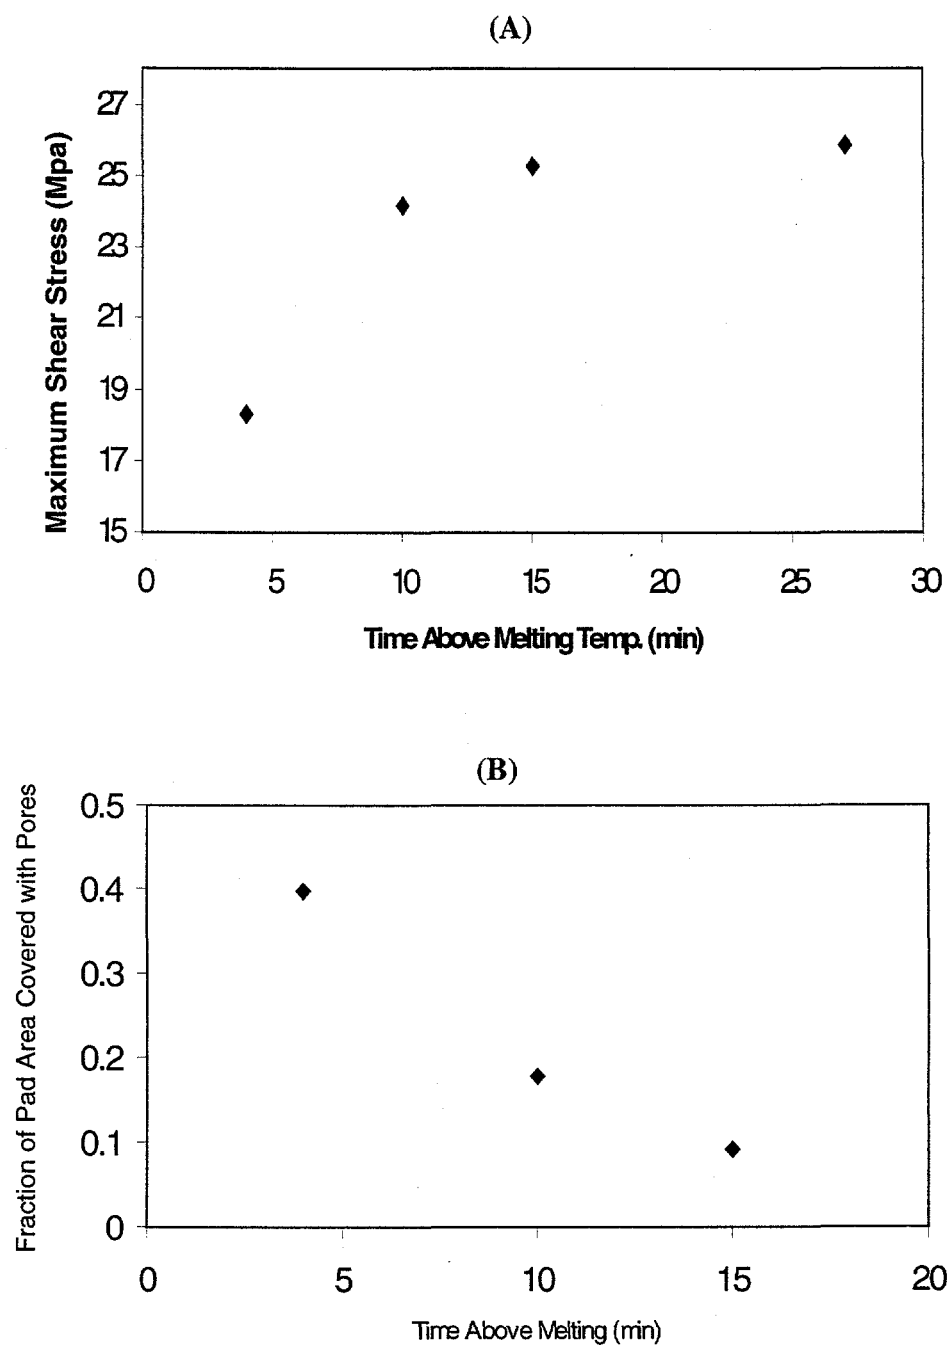 (A)
Maximum Shear Stress (Mpa)
27
25
23
21
19
17
15
0 5 10 15 20 25 30
Time Above Melting Temp. (min)
(B)
Fraction of Pad Area Covered with Pores
0.5
0.4
0.3
0.2
0.1
0
0 5 10 15 20
Time Above Melting (min)